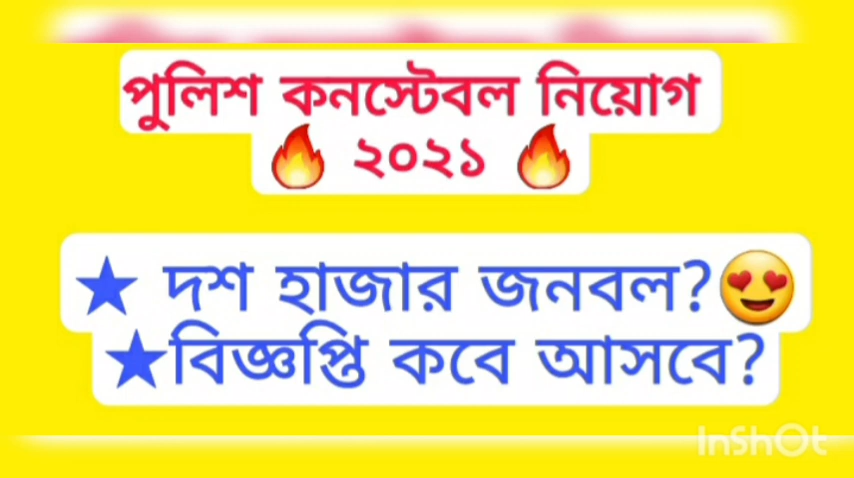 পুলিশ কনস্টেবল নিয়োগ
🔥 ২০২১ 🔥
★ দশ হাজার জনবল?😍
★বিজ্ঞপ্তি কবে আসবে?
InShOt